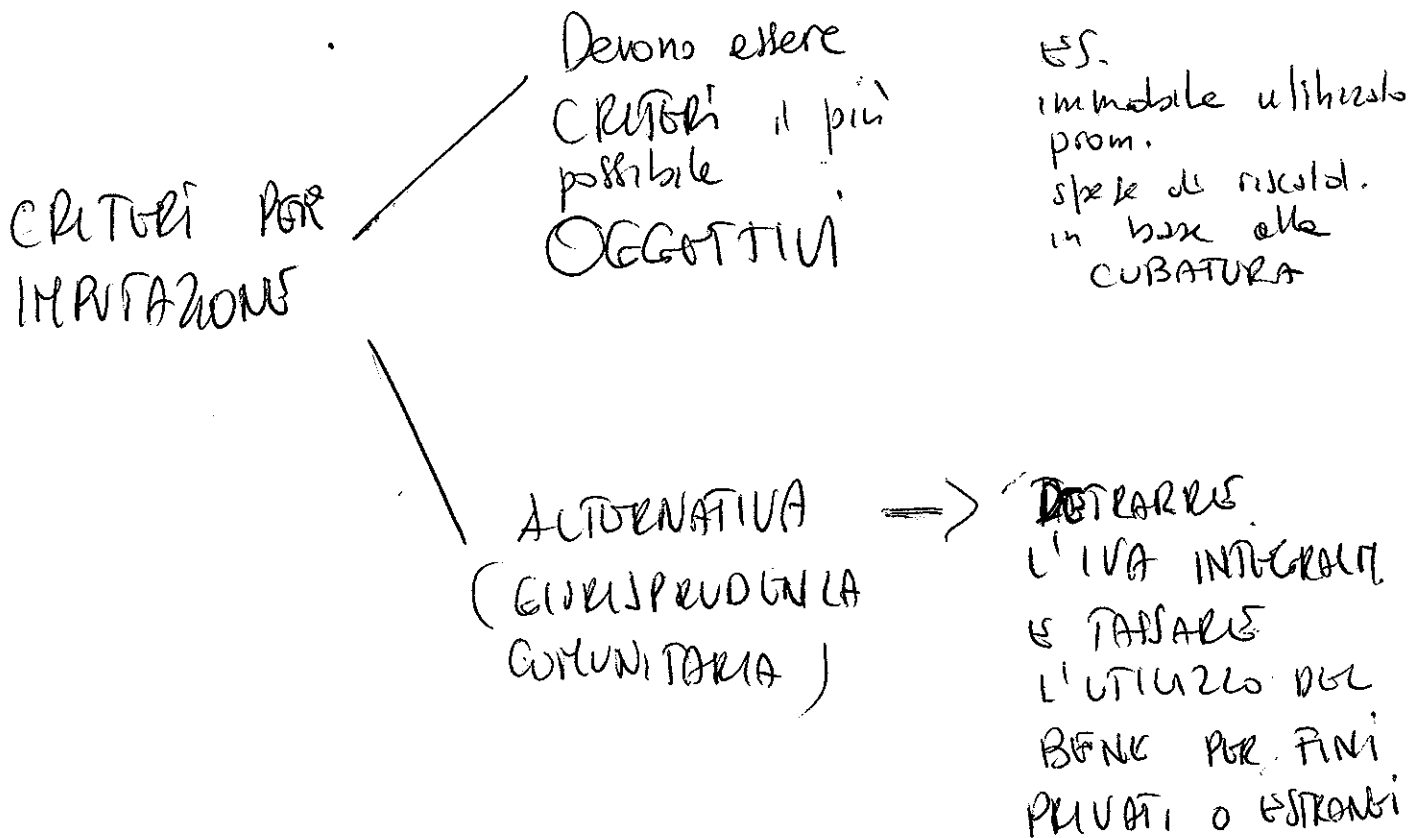 CRITERI PER
IMPUTAZIONE
Devono essere
CRITERI il più
possibile
OGGETTIVI
ES.
immobile utilizzato
prom.
spese di riscald.
in base alla
CUBATURA
ALTERNATIVA
(GIURISPRUDENZA
COMUNITARIA)
=> DETRARRE
L'IVA INTEGRALM.
E TASSARE
L'UTILIZZO DEL
BENE PER FINI
PRIVATI O ESTRANEI